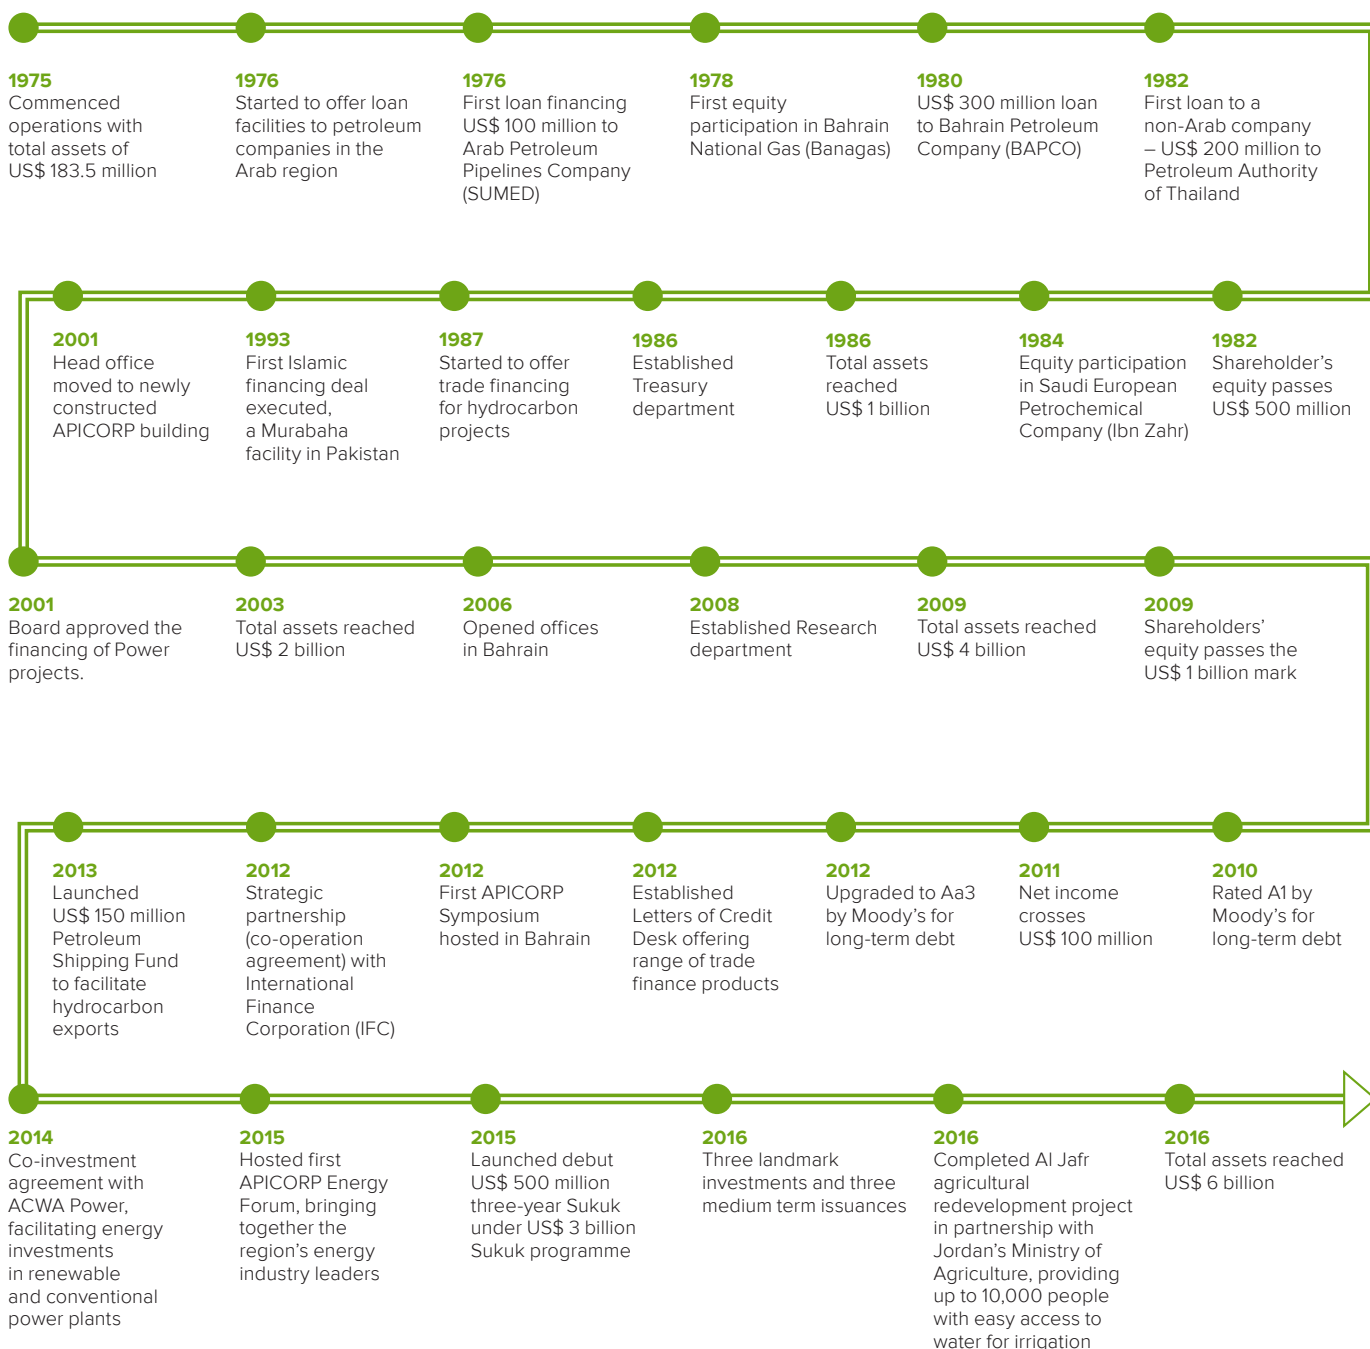 1975
Commenced
operations with
total assets of
US$ 183.5 million
1976
Started to offer loan
facilities to petroleum
companies in the
Arab region
1976
First loan financing
US$ 100 million to
Arab Petroleum
Pipelines Company
(SUMED)
1978
First equity
participation in Bahrain
National Gas (Banagas)
1980
US$ 300 million loan
to Bahrain Petroleum
Company (BAPCO)
1982
First loan to a
non-Arab company
– US$ 200 million to
Petroleum Authority
of Thailand
1982
Shareholder's
equity passes
US$ 500 million
1984
Equity participation
in Saudi European
Petrochemical
Company (Ibn Zahr)
1986
Total assets
reached
US$ 1 billion
1986
Established
Treasury
department
1987
Started to offer
trade financing
for hydrocarbon
projects
1993
First Islamic
financing deal
executed,
a Murabaha
facility in Pakistan
2001
Head office
moved to newly
constructed
APICORP building
2001
Board approved the
financing of Power
projects.
2003
Total assets reached
US$ 2 billion
2006
Opened offices
in Bahrain
2008
Established Research
department
2009
Total assets reached
US$ 4 billion
2009
Shareholders'
equity passes the
US$ 1 billion mark
2010
Rated A1 by
Moody's for
long-term debt
2011
Net income
crosses
US$ 100 million
2012
Upgraded to Aa3
by Moody's for
long-term debt
2012
Established
Letters of Credit
Desk offering
range of trade
finance products
2012
First APICORP
Symposium
hosted in Bahrain
2012
Strategic
partnership
(co-operation
agreement) with
International
Finance
Corporation (IFC)
2013
Launched
US$ 150 million
Petroleum
Shipping Fund
to facilitate
hydrocarbon
exports
2014
Co-investment
agreement with
ACWA Power,
facilitating energy
investments
in renewable
and conventional
power plants
2015
Hosted first
APICORP Energy
Forum, bringing
together the
region's energy
industry leaders
2015
Launched debut
US$ 500 million
three-year Sukuk
under US$ 3 billion
Sukuk programme
2016
Three landmark
investments and three
medium term issuances
2016
Completed Al Jafr
agricultural
redevelopment project
in partnership with
Jordan's Ministry of
Agriculture, providing
up to 10,000 people
with easy access to
water for irrigation
2016
Total assets reached
US$ 6 billion